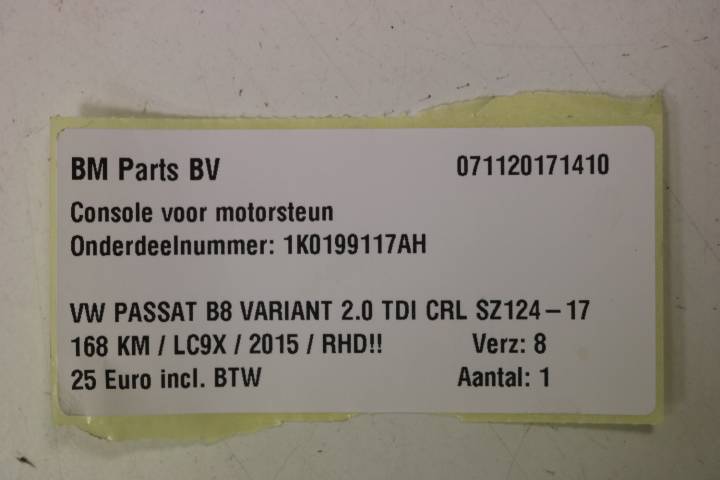 BM Parts BV 071120171410
Console voor motorsteun
Onderdeelnummer: 1K0199117AH
VW PASSAT B8 VARIANT 2.0 TDI CRL SZ124-17
168 KM / LC9X / 2015 / RHD!! Verz: 8
25 Euro incl. BTW Aantal: 1